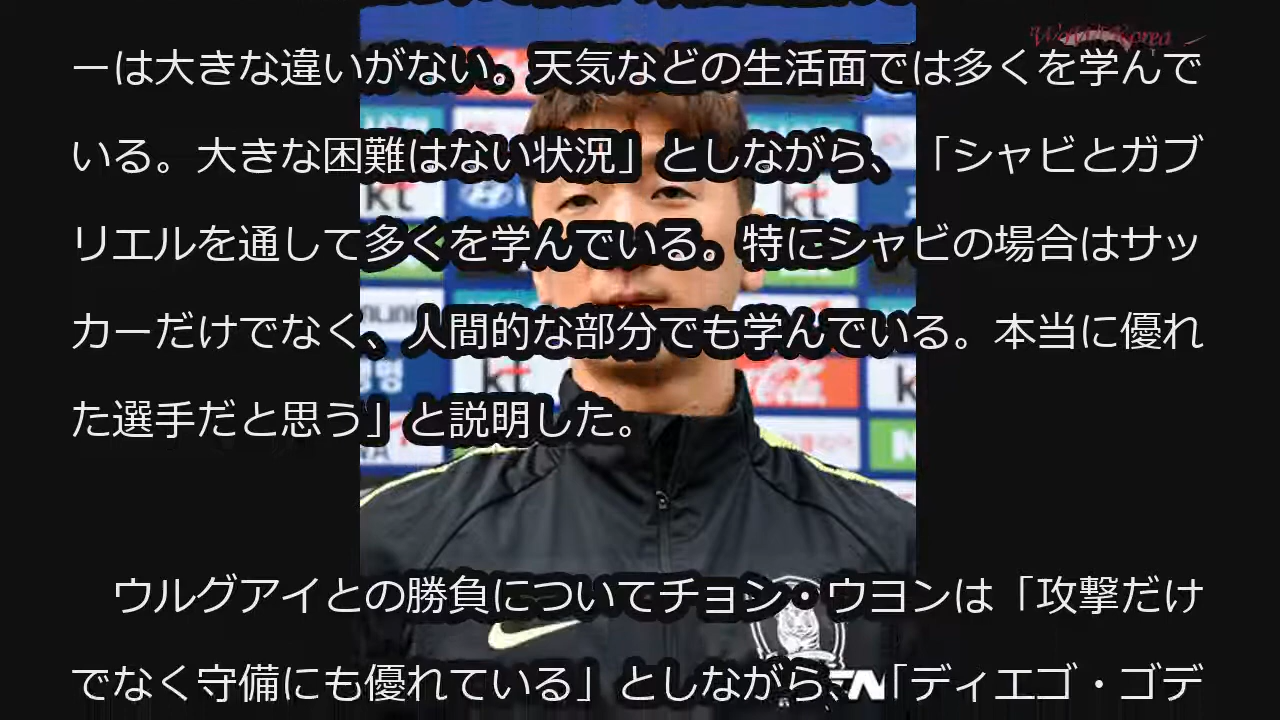 WoWKorea
ーは大きな違いがない。天気などの生活面では多くを学んで
いる。大きな困難はない状況」としながら、「シャビとガブ
リエルを通して多くを学んでいる。特にシャビの場合はサッ
カーだけでなく、人間的な部分でも学んでいる。本当に優れ
た選手だと思う」と説明した。
ウルグアイとの勝負についてチョン・ウヨンは「攻撃だけ
でなく守備にも優れている」としながら、「ディエゴ・ゴデ
kt
kt
kt